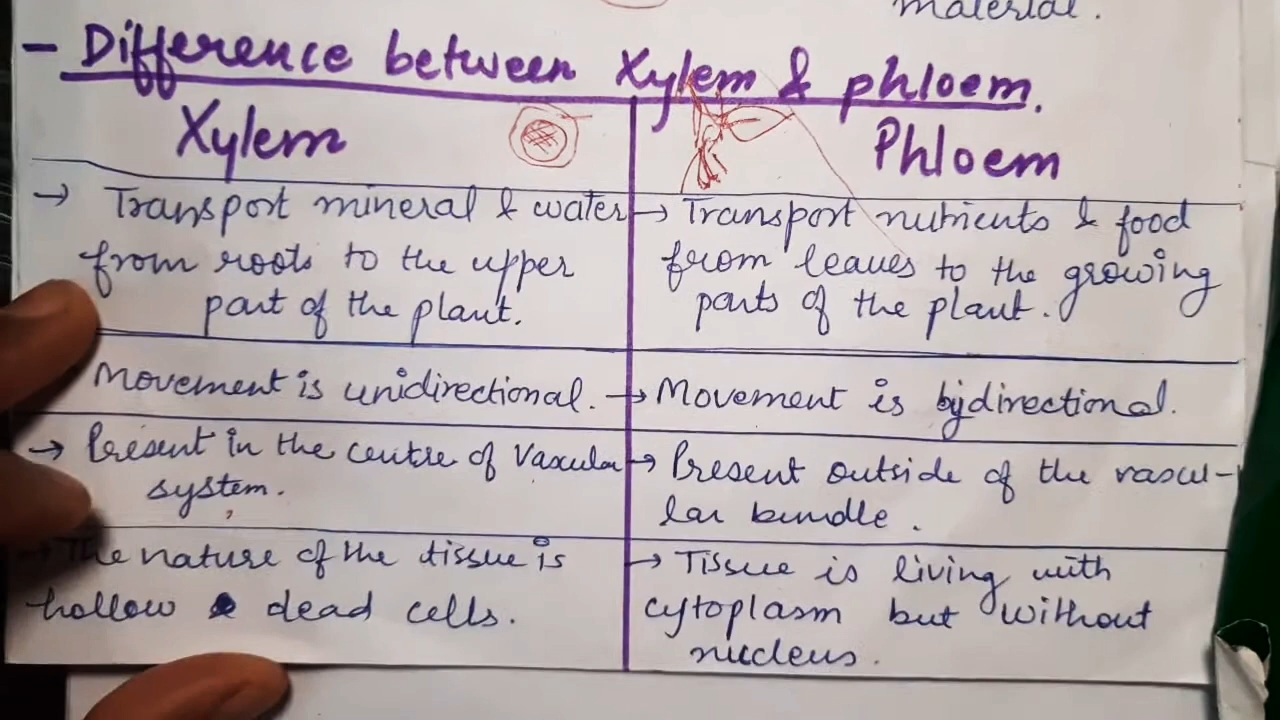 material.
- Difference between Xylem & phloem.
Xylem
Phloem
→ Transport mineral & water
from roots to the upper
part of the plant.
→ Transport nutrients & food
from leaves to the growing
parts of the plant.
Movement is unidirectional.
→ Movement is bidirectional.
→ Present in the centre of Vascular
system.
→ Present outside of the vascu-
lar bundle.
→ The nature of the tissue is
hollow & dead cells.
→ Tissue is living with
cytoplasm but without
nucleus.